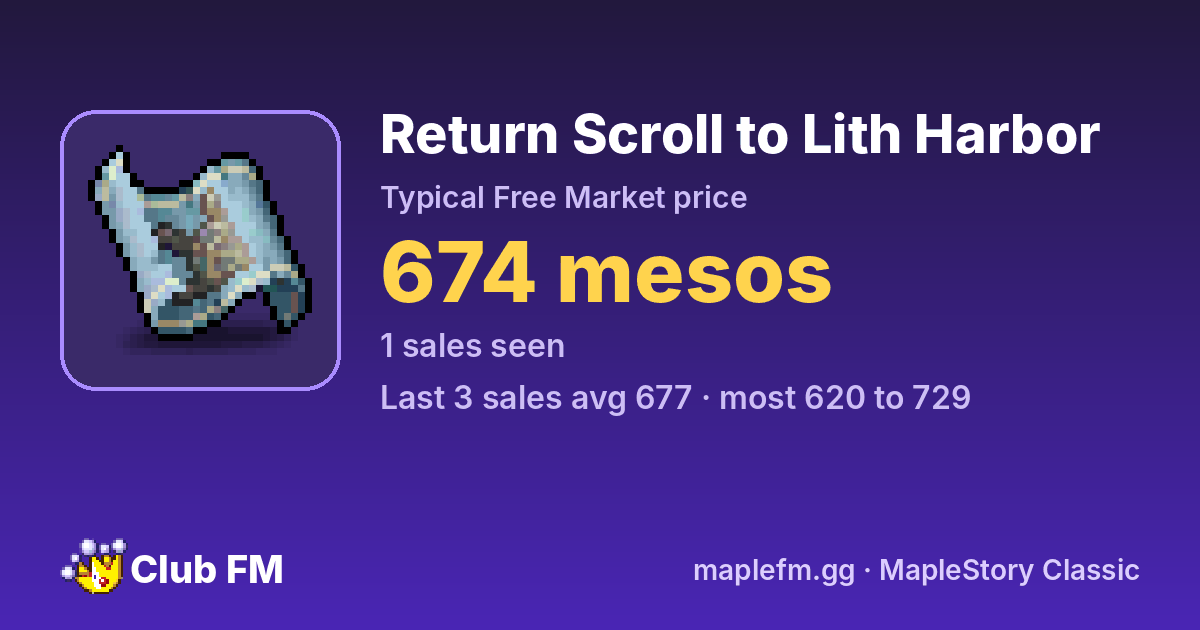 Return Scroll to Lith Harbor
Typical Free Market price
674 mesos
1 sales seen
Last 3 sales avg 677 · most 620 to 729
Club FM
maplefm.gg · MapleStory Classic